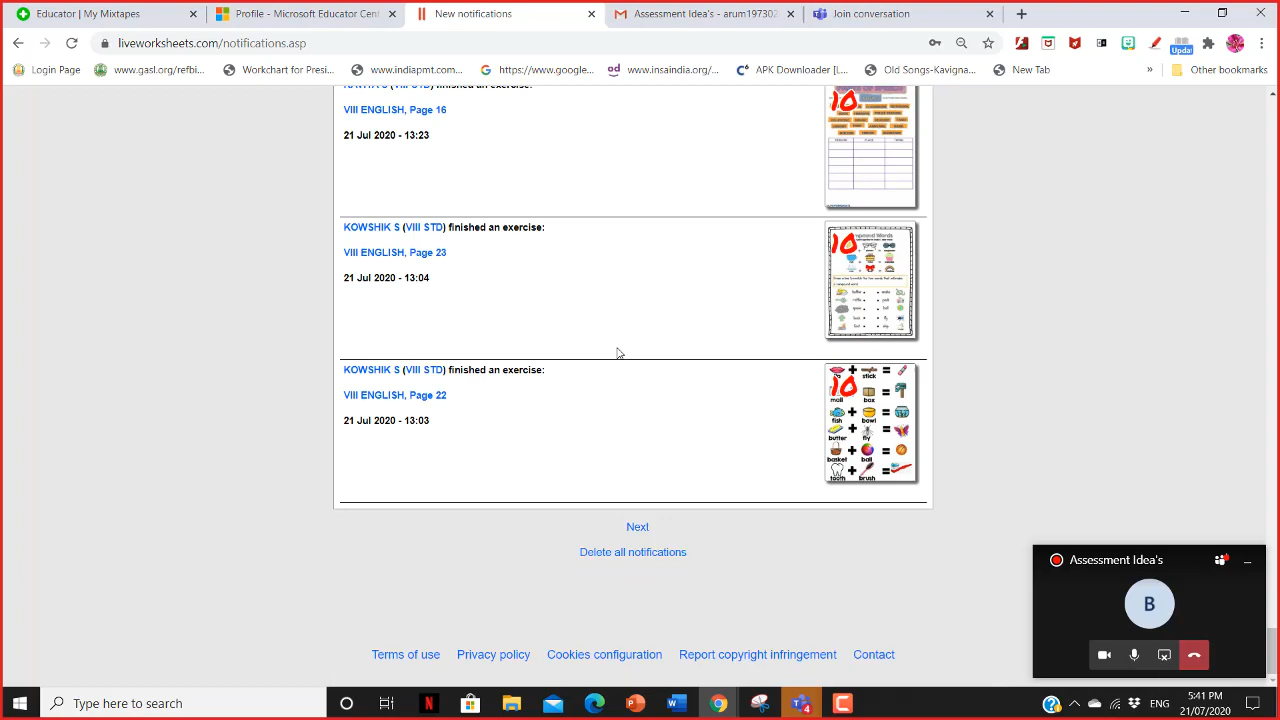 Educator | My Mixtapes
Profile - Microsoft Educator Cen
New notifications
Assessment Idea's - arum197302
Join conversation
liveworksheets.com/notifications.asp
Updat
Login Page
www.gasl.org/refbi...
Workchart for Presi...
www.indiapmt.com...
https://www.google...
www.insaindia.org/...
APK Downloader [L...
Old Songs-Kavigna...
New Tab
»
Other bookmarks
finished an exercise:
VIII ENGLISH, Page 16
21 Jul 2020 - 13:23
10
KOWSHIK S (VIII STD) finished an exercise:
VIII ENGLISH, Page 23
21 Jul 2020 - 13:04
10
KOWSHIK S (VIII STD) finished an exercise:
VIII ENGLISH, Page 22
21 Jul 2020 - 13:03
10
+ stick =
mail box =
fish + bowl =
butter + fly =
basket + ball =
tooth + brush =
Next
Delete all notifications
Assessment Idea's
B
Terms of use Privacy policy Cookies configuration Report copyright infringement Contact
Type here to search
ENG
5:41 PM
21/07/2020